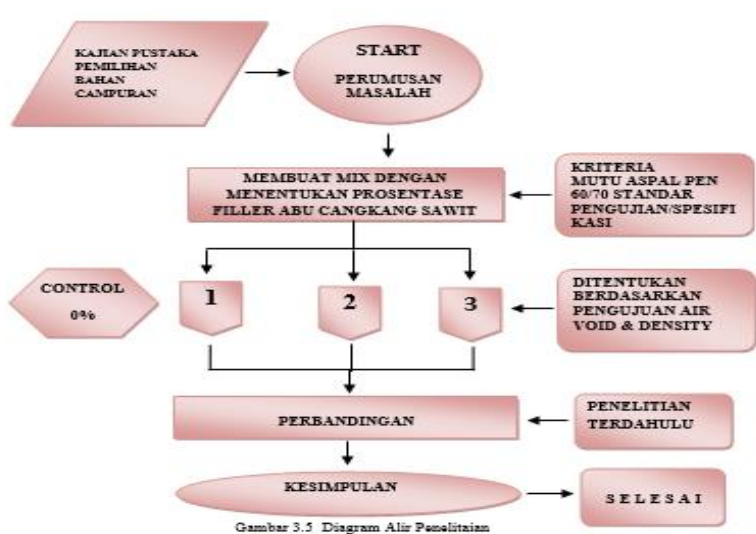 KAJIAN PUSTAKA
PEMILIHAN
BAHAN
CAMPURAN
START
PERUMUSAN
MASALAH
MEMBUAT MIX DENGAN
MENENTUKAN PROSENTASE
FILLER ABU CANGKANG SAWIT
KRITERIA
MUTU ASPAL PEN
60/70 STANDAR
PENGUJIAN/SPESIFI
KASI
CONTROL
0%
1
2
3
DITENTUKAN
BERDASARKAN
PENGUJUAN AIR
VOID & DENSITY
PERBANDINGAN
PENELITIAN
TERDAHULU
KESIMPULAN
S E L E S A I
Gambar 3.5 Diagram Alir Penelitaian